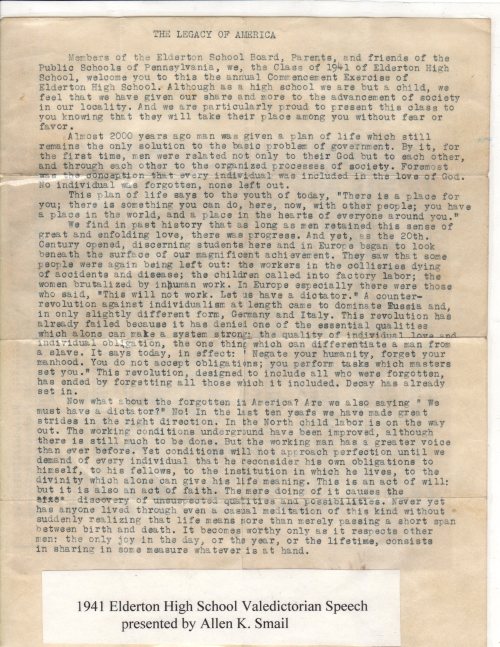 THE LEGACY OF AMERICA
Members of the Elderton School Board, Parents, and friends of the
Public Schools of Pennsylvania, we, the Class of 1941 of Elderton High
School, welcome you to this the annual Commencement Exercise of
Elderton High School. Although as a high school we are but a child, we
feel that we have given our share and more to the advancement of society
in our locality. And we are particularly proud to present this class to
you knowing that they will take their place among you without fear or
favor.
Almost 2000 years ago man was given a plan of life which still
remains the only solution to the basic problem of government. By it, for
the first time, men were related not only to their God but to each other,
and through each other to the organized processes of society. Foremost
was the conception that every individual was included in the love of God.
No individual was forgotten, none left out.
This plan of life says to the youth of today, "There is a place for
you; there is something you can do, here, now, with other people; you have
a place in the world, and a place in the hearts of everyone around you."
We find in past history that as long as men retained this sense of
great and enfolding love, there was progress. And yet, as the 20th.
Century opened, discerning students here and in Europe began to look
beneath the surface of our magnificent achievement. They saw that some
people were again being left out: the workers in the collieries dying
of accidents and disease; the children called into factory labor; the
women brutalized by inhuman work. In Europe especially there were those
who said, "This will not work. Let us have a dictator." A counter-
revolution against individualism at length came to dominate Russia and,
in only slightly different form, Germany and Italy. This revolution has
already failed because it has denied one of the essential qualities
which alone can make a system strong: the quality of individual love and
individual obligation, the one thing which can differentiate a man from
a slave. It says today, in effect: " Negate your humanity, forget your
manhood. You do not accept obligations; you perform tasks which masters
set you." This revolution, designed to include all who were forgotten,
has ended by forgetting all those which it included. Decay has already
set in.
Now what about the forgotten in America? Are we also saying " We
must have a dictator?" No! In the last ten years we have made great
strides in the right direction. In the North child labor is on the way
out. The working conditions underground have been improved, although
there is still much to be done. But the working man has a greater voice
than ever before. Yet conditions will not approach perfection until we
demand of every individual that he reconsider his own obligations to
himself, to his fellows, to the institution in which he lives, to the
divinity which alone can give his life meaning. This is an act of will:
but it is also an act of faith. The mere doing of it causes the
discovery of unsuspected qualities and possibilities. Never yet
has anyone lived through even a casual meditation of this kind without
suddenly realizing that life means more than merely passing a short span
between birth and death. It becomes worthy only as it respects other
men: the only joy in the day, or the year, or the lifetime, consists
in sharing in some measure whatever is at hand.
1941 Elderton High School Valedictorian Speech
presented by Allen K. Smail